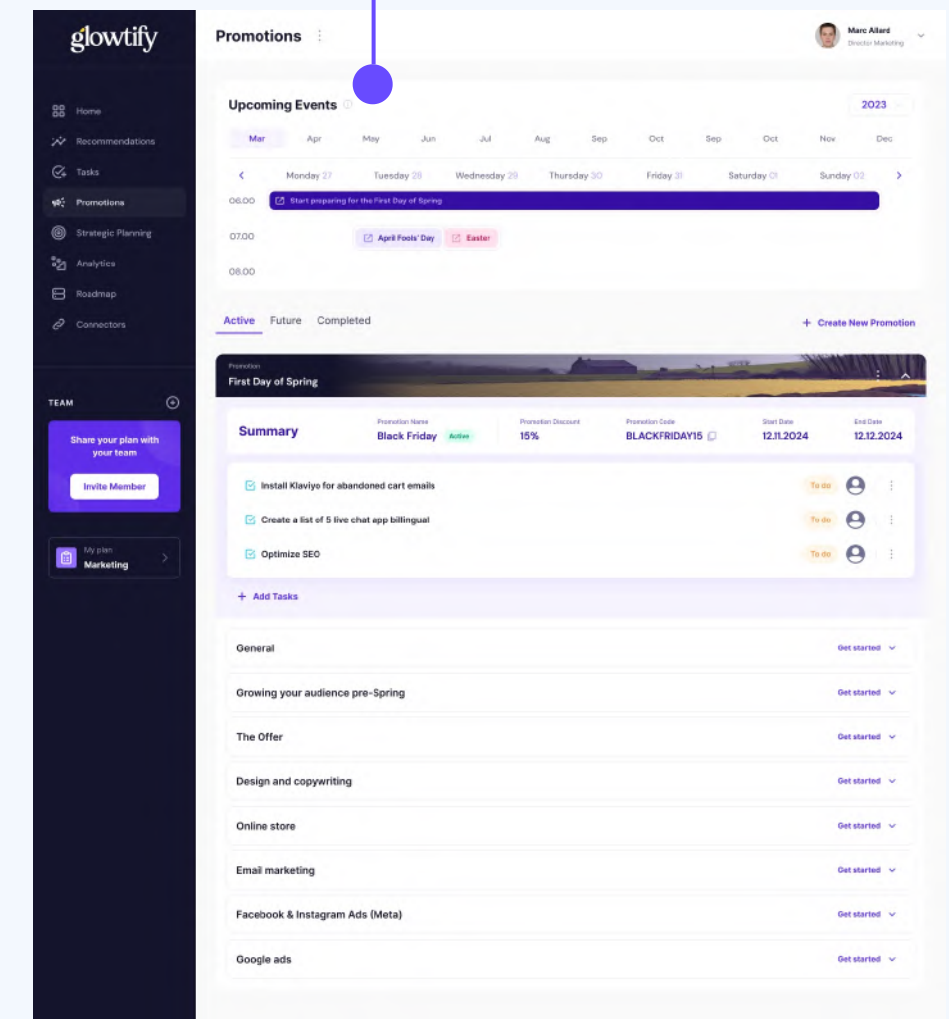 glowtify
Promotions
Marc Allard
Director Marketing
Home
Recommendations
Tasks
Promotions
Strategic Planning
Analytics
Roadmap
Connectors
TEAM
Share your plan with
your team
Invite Member
My plan
Marketing
Upcoming Events
2023
Mar Apr May Jun Jul Aug Sep Oct Sep Oct Nov Dec
Monday 27 Tuesday 28 Wednesday 29 Thursday 30 Friday 31 Saturday 01 Sunday 02
06.00 Start preparing for the First Day of Spring
07.00 April Fools' Day Easter
08.00
Active Future Completed
+ Create New Promotion
Promotion
First Day of Spring
Summary
Promotion Name Promotion Discount Promotion Code Start Date End Date
Black Friday Active 15% BLACKFRIDAY15 12.11.2024 12.12.2024
Install Klaviyo for abandoned cart emails To do
Create a list of 5 live chat app billingual To do
Optimize SEO To do
+ Add Tasks
General Get started
Growing your audience pre-Spring Get started
The Offer Get started
Design and copywriting Get started
Online store Get started
Email marketing Get started
Facebook & Instagram Ads (Meta) Get started
Google ads Get started